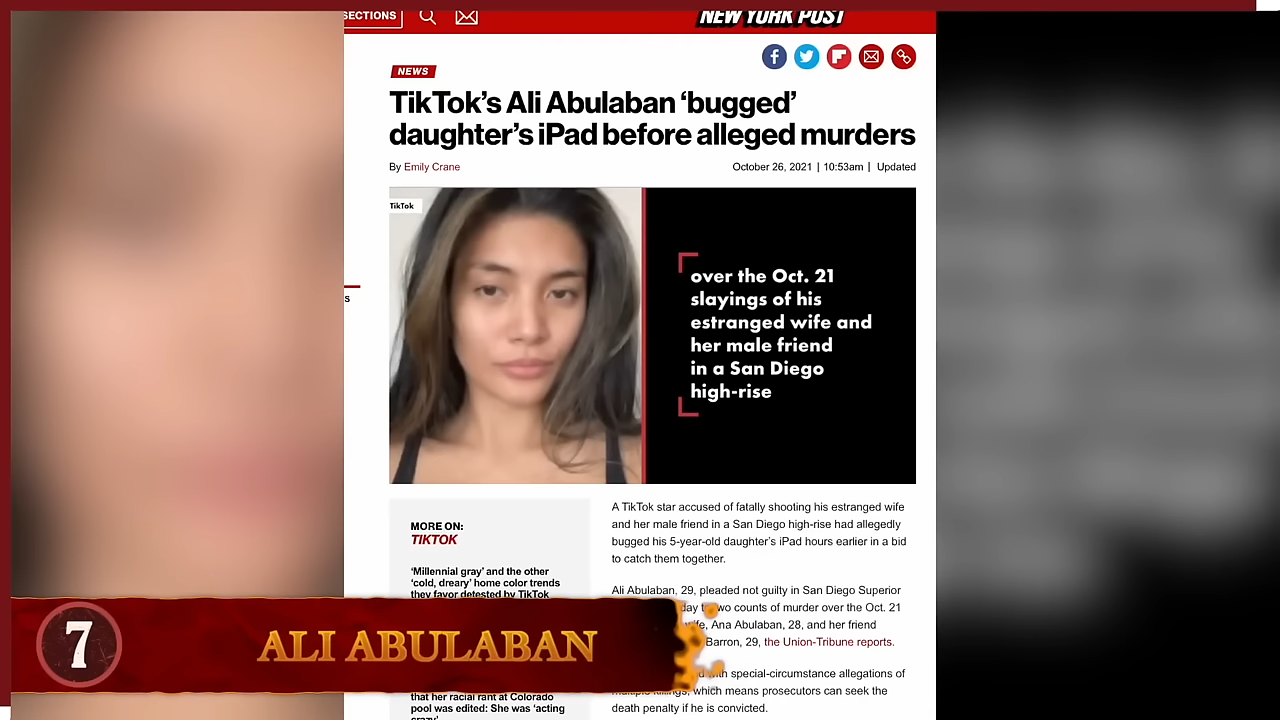 SECTIONS
NEW YORK POST
NEWS
TikTok's Ali Abulaban 'bugged'
daughter's iPad before alleged murders
By Emily Crane
October 26, 2021 | 10:53am | Updated
TikTok
over the Oct. 21
slayings of his
estranged wife and
her male friend
in a San Diego
high-rise
S
MORE ON:
TIKTOK
'Millennial gray' and the other
'cold, dreary' home color trends
they favor detested by TikTok
that her racial rant at Colorado
pool was edited: She was 'acting
crazy'
A TikTok star accused of fatally shooting his estranged wife
and her male friend in a San Diego high-rise had allegedly
bugged his 5-year-old daughter's iPad hours earlier in a bid
to catch them together.
Ali Abulaban, 29, pleaded not guilty in San Diego Superior
two counts of murder over the Oct. 21
Ana Abulaban, 28, and her friend
Barron, 29, the Union-Tribune reports.
with special-circumstance allegations of
multiple killings, which means prosecutors can seek the
death penalty if he is convicted.
7
ALI ABULABAN